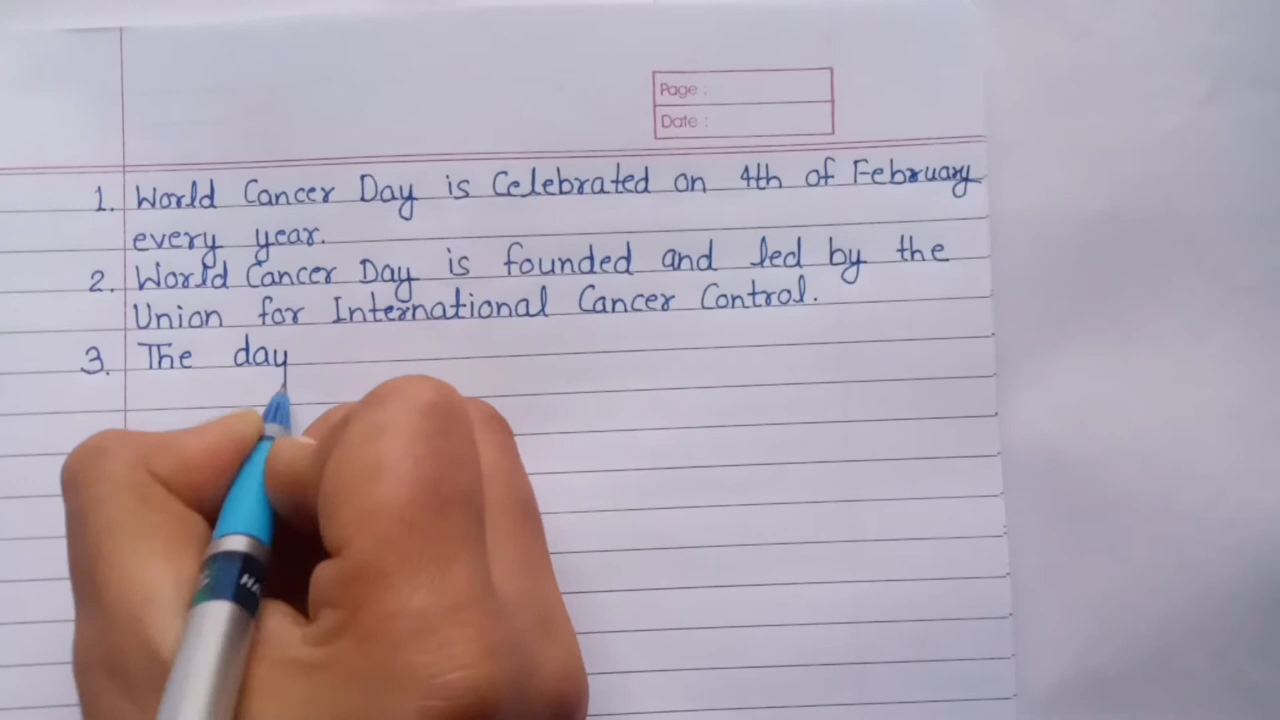 Page :
Date :
1. World Cancer Day is Celebrated on 4th of February
every year.
2. World Cancer Day is founded and led by the
Union for International Cancer Control.
3. The day